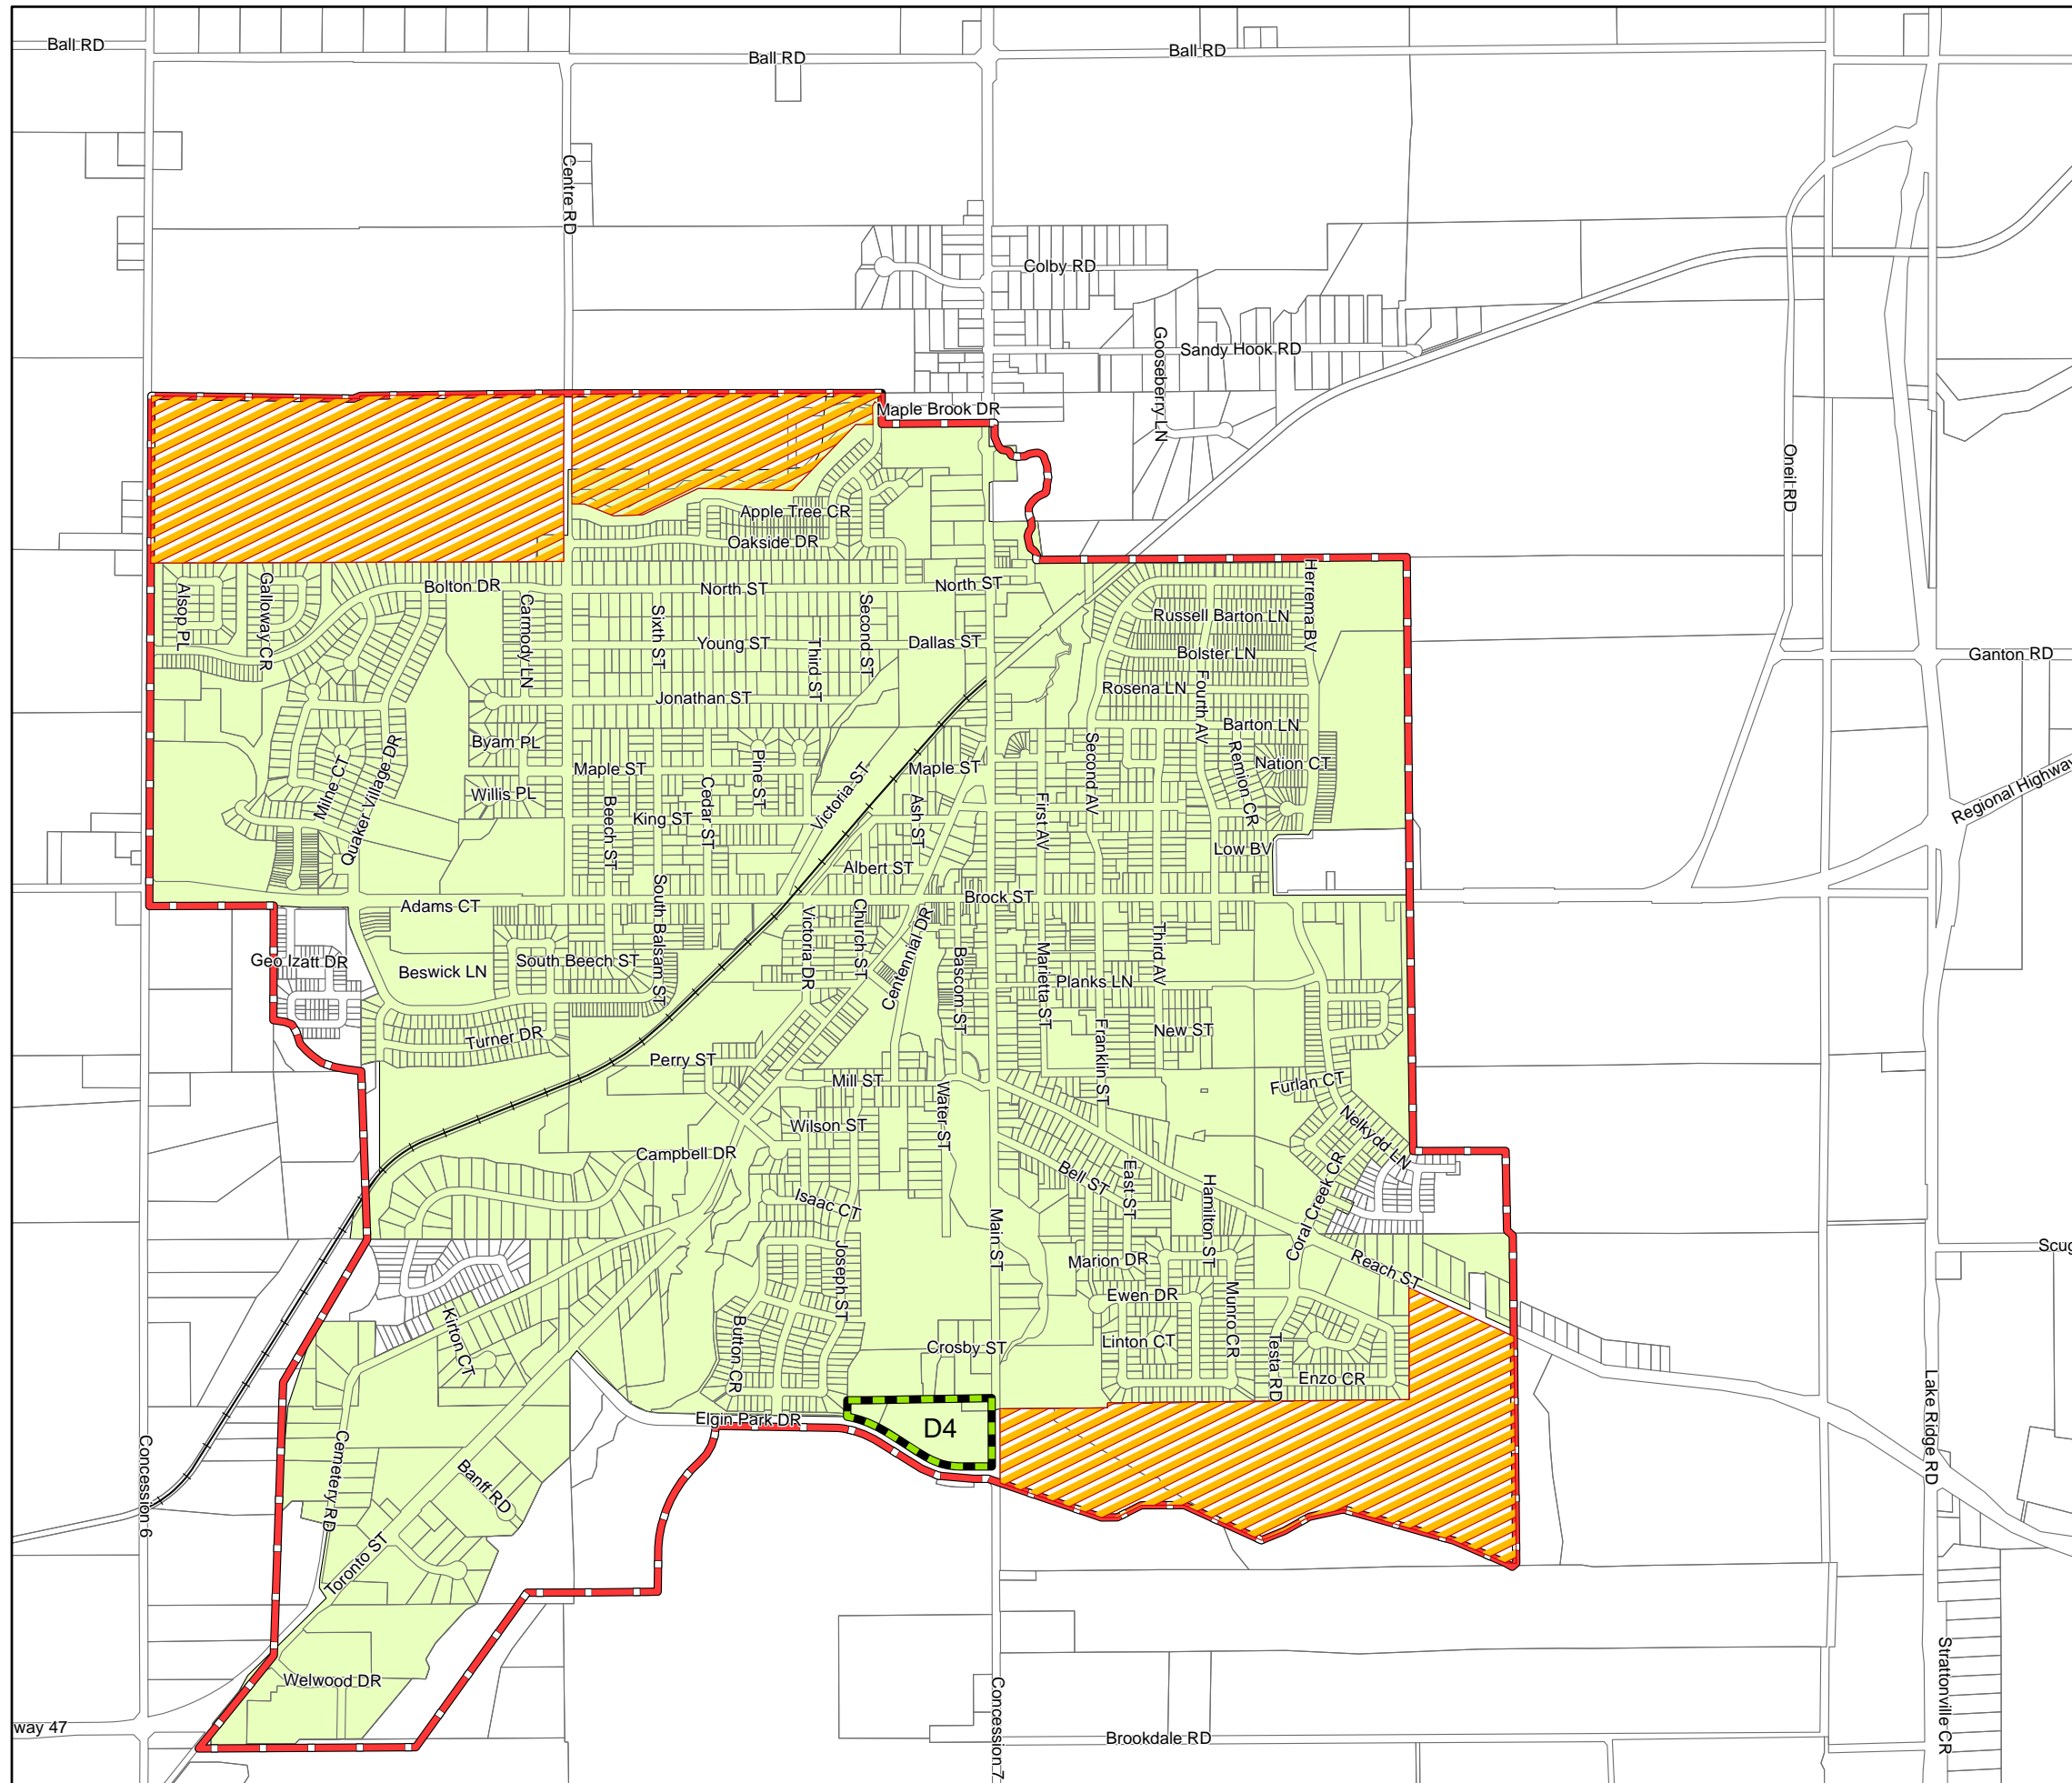 Ball RD
Ball RD
Ball RD
Centre RD
Colby RD
Gooseberry LN
Sandy Hook RD
Maple Brook DR
Oneil RD
Apple Tree CR
Oakside DR
Alsop PL
Galloway CR
Bolton DR
Carmody LN
North ST
North ST
Herrema BV
Sixth ST
Second ST
Russell Barton LN
Young ST
Third ST
Dallas ST
Bolster LN
Ganton RD
Jonathan ST
Rosena LN
Fourth AV
Barton LN
Byam PL
Maple ST
Pine ST
Maple ST
Second AV
Remion CR
Nation CT
Milne CT
Quaker Village DR
Willis PL
Beech ST
King ST
Cedar ST
Victoria ST
Ash ST
First AV
Low BV
Regional Highway
Albert ST
Adams CT
South Balsam ST
Brock ST
Victoria DR
Church ST
Centennial DR
Bascom ST
Marietta ST
Third AV
Geo Izatt DR
Beswick LN
South Beech ST
Planks LN
Turner DR
New ST
Franklin ST
Perry ST
Mill ST
Water ST
Furlan CT
Wilson ST
Nelkydd LN
Campbell DR
Bell ST
East ST
Hamilton ST
Coral Creek CR
Isaac CT
Main ST
Joseph ST
Marion DR
Reach ST
Scug
Ewen DR
Munro CR
Kirton CT
Button CR
Crosby ST
Linton CT
Testa RD
Enzo CR
Lake Ridge RD
Elgin Park DR
D4
Concession 6
Cemetery RD
Banff RD
Toronto ST
Welwood DR
Strattonville CR
Concession 7
way 47
Brookdale RD